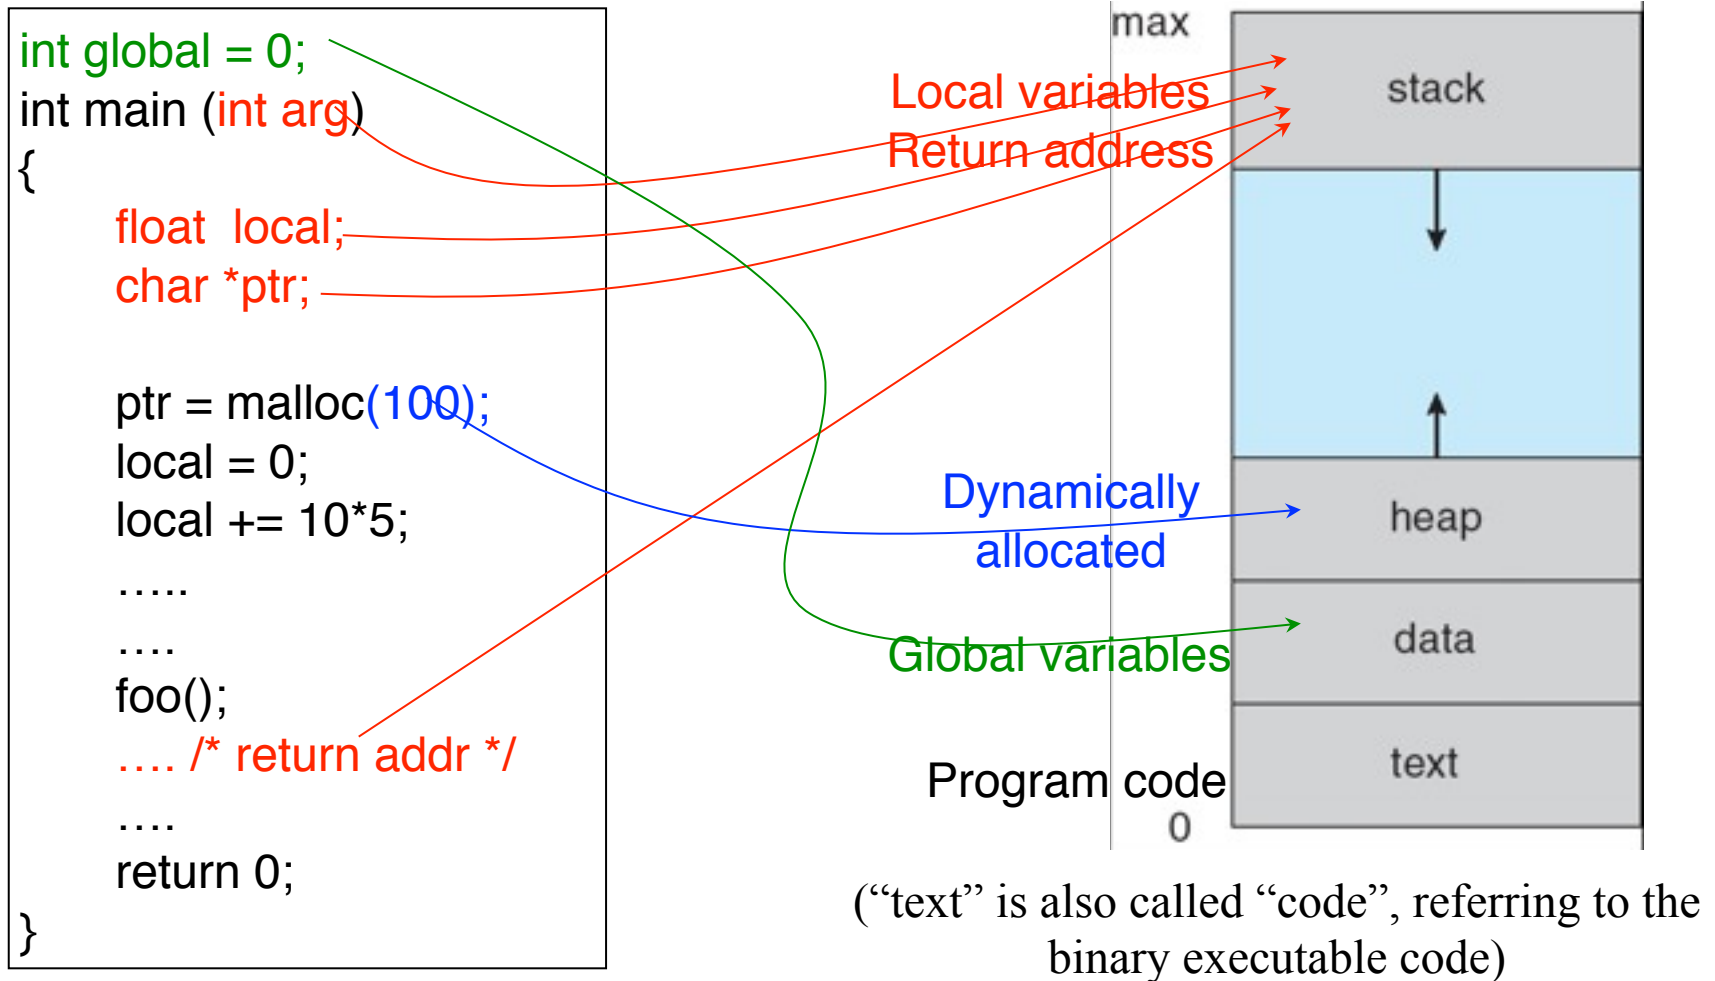 int global = 0;
int main (int arg)
{
float  local;
char *ptr;
ptr = malloc(100);
local = 0;
local += 10*5;
…..
….
foo();
…. /* return addr */
….
return 0;
}
max
Local variables
Return address
stack
Dynamically
allocated
heap
Global variables
data
Program code
text
0
(“text” is also called “code”, referring to the
binary executable code)